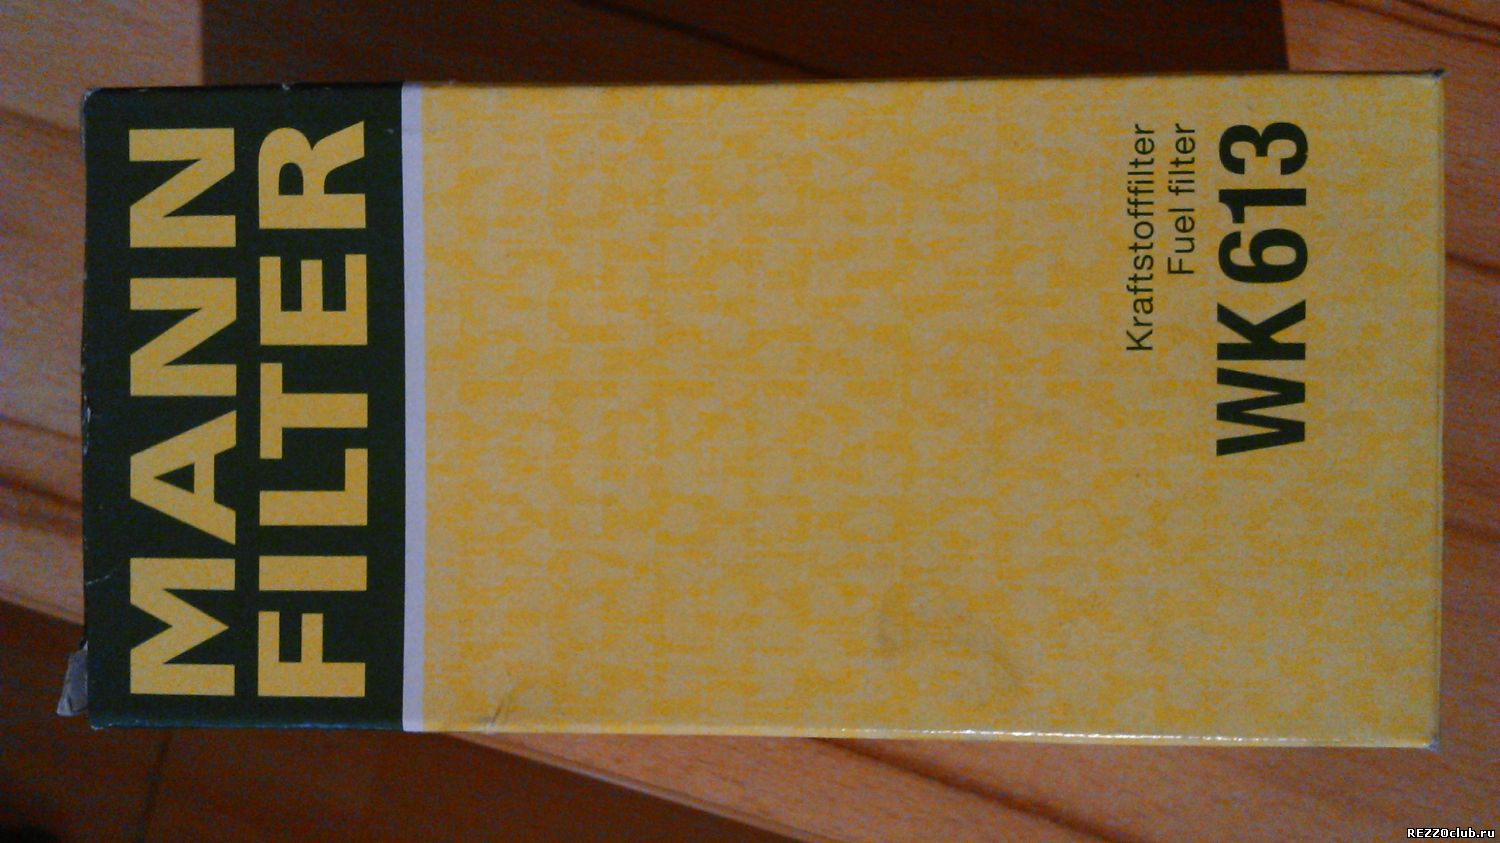 MANN
FILTER
Kraftstofffilter
Fuel filter
WK 613
REZZOclub.ru